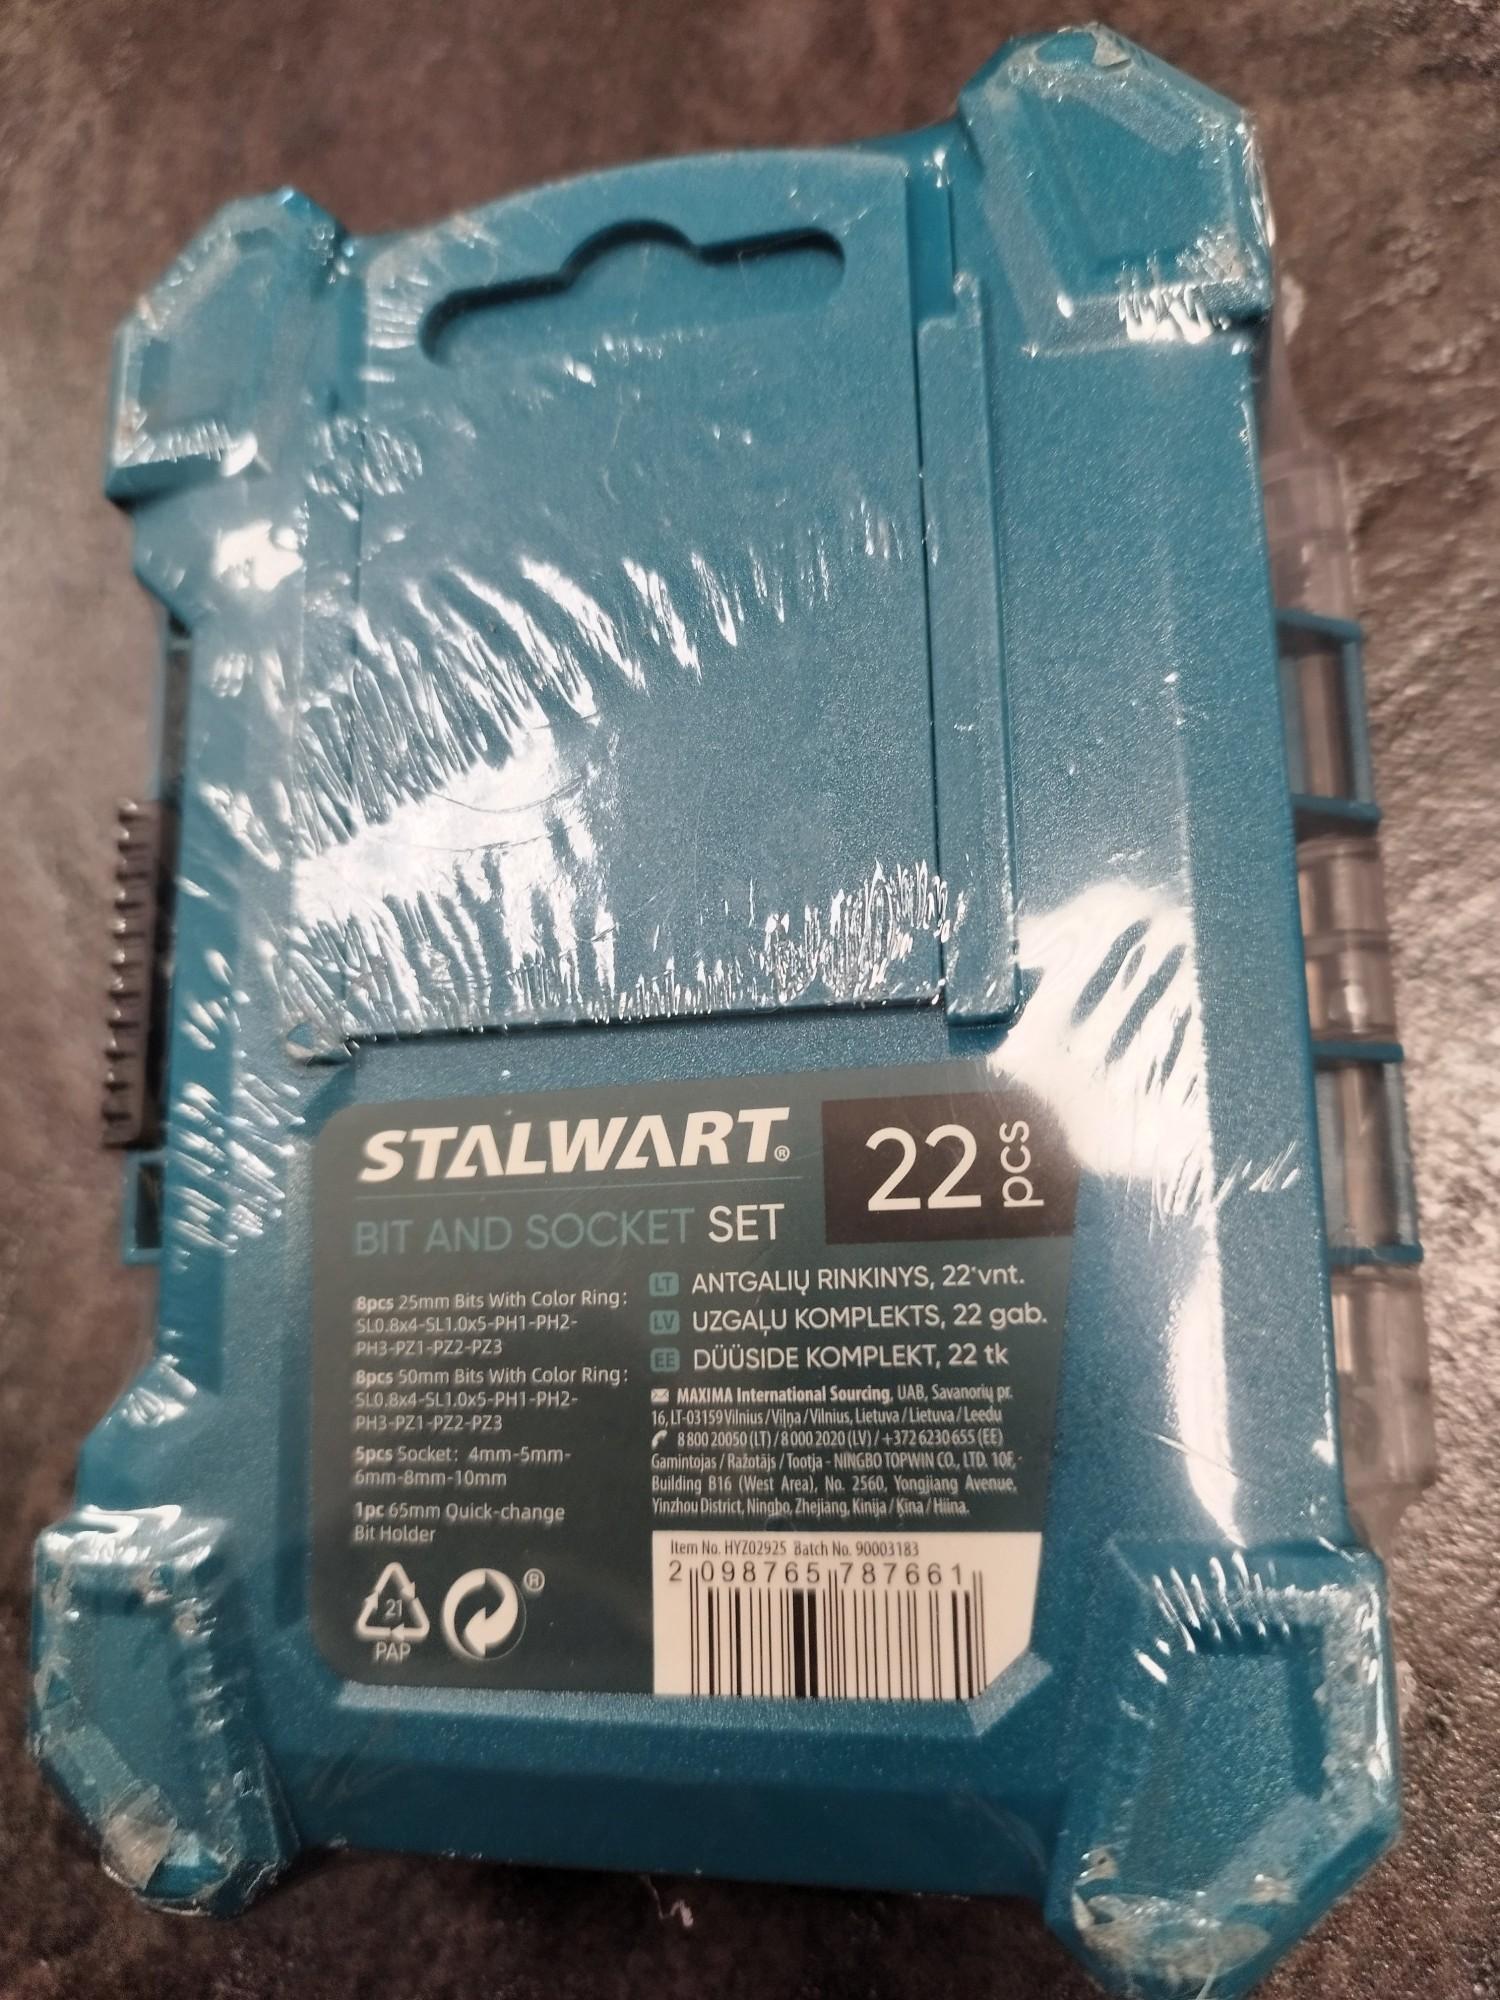 STALWART®
22 pcs
BIT AND SOCKET SET
8pcs 25mm Bits With Color Ring:
SL0.8x4-SL1.0x5-PH1-PH2-
PH3-PZ1-PZ2-PZ3
8pcs 50mm Bits With Color Ring:
SL0.8x4-SL1.0x5-PH1-PH2-
PH3-PZ1-PZ2-PZ3
5pcs Socket: 4mm-5mm-
6mm-8mm-10mm
1pc 65mm Quick-change
Bit Holder
21
PAP
®
LT ANTGALIŲ RINKINYS, 22 vnt.
LV UZGAĻU KOMPLEKTS, 22 gab.
EE DÜÜSIDE KOMPLEKT, 22 tk
MAXIMA International Sourcing, UAB, Savanorių pr.
16, LT-03159 Vilnius / Viļņa / Vilnius, Lietuva / Lietuva / Leedu
8 800 20050 (LT) / 8 000 2020 (LV) / +372 6230 655 (EE)
Gamintojas / Ražotājs / Tootja - NINGBO TOPWIN CO., LTD. 10F,-
Building B16 (West Area), No. 2560, Yongjiang Avenue,
Yinzhou District, Ningbo, Zhejiang, Kinija / Ķīna / Hiina.
Item No. HYZ02925 Batch No. 90003183
2 098765 787661